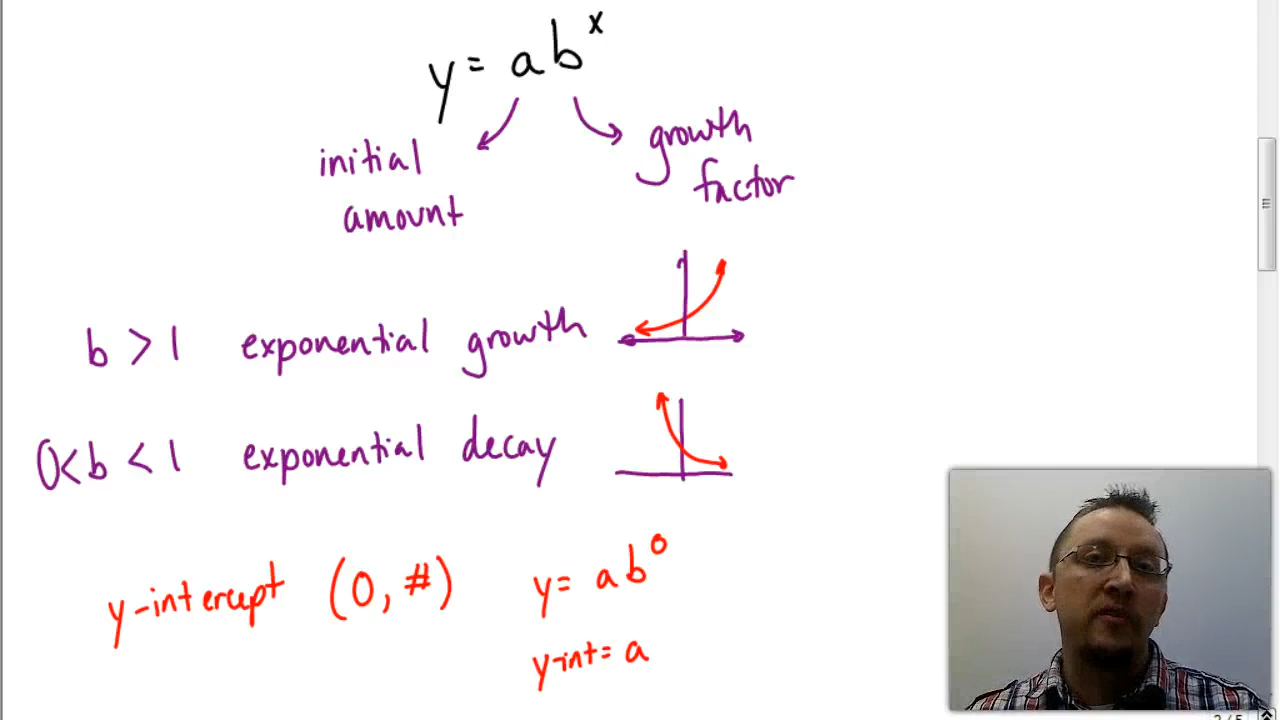 y = ab^x
initial amount
growth factor
b > 1 exponential growth
0 < b < 1 exponential decay
y-intercept (0, #) y = ab^0
y-int = a